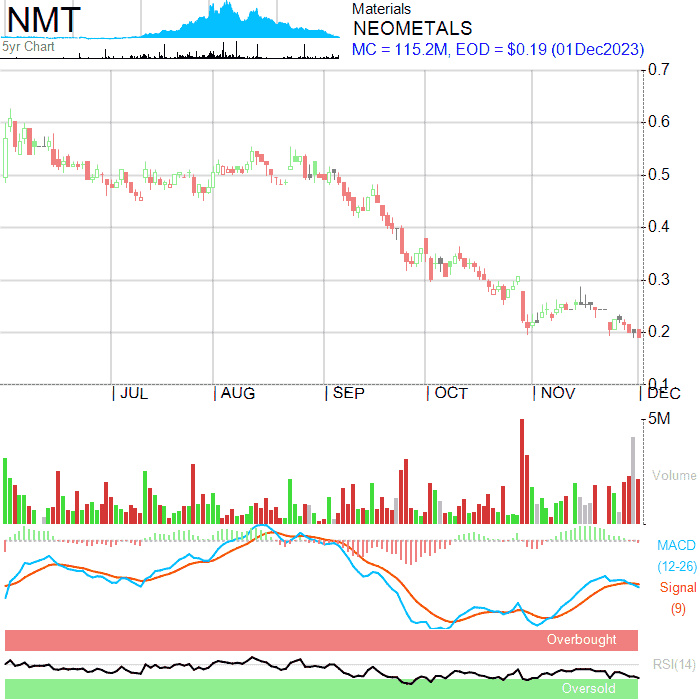 NMT
5yr Chart
Materials
NEOMETALS
MC = 115.2M, EOD = $0.19 (01Dec2023)
0.7
0.6
0.5
0.4
0.3
0.2
0.1
JUL AUG SEP OCT NOV DEC
5M
Volume
MACD
(12-26)
Signal
(9)
Overbought
RSI(14)
Oversold